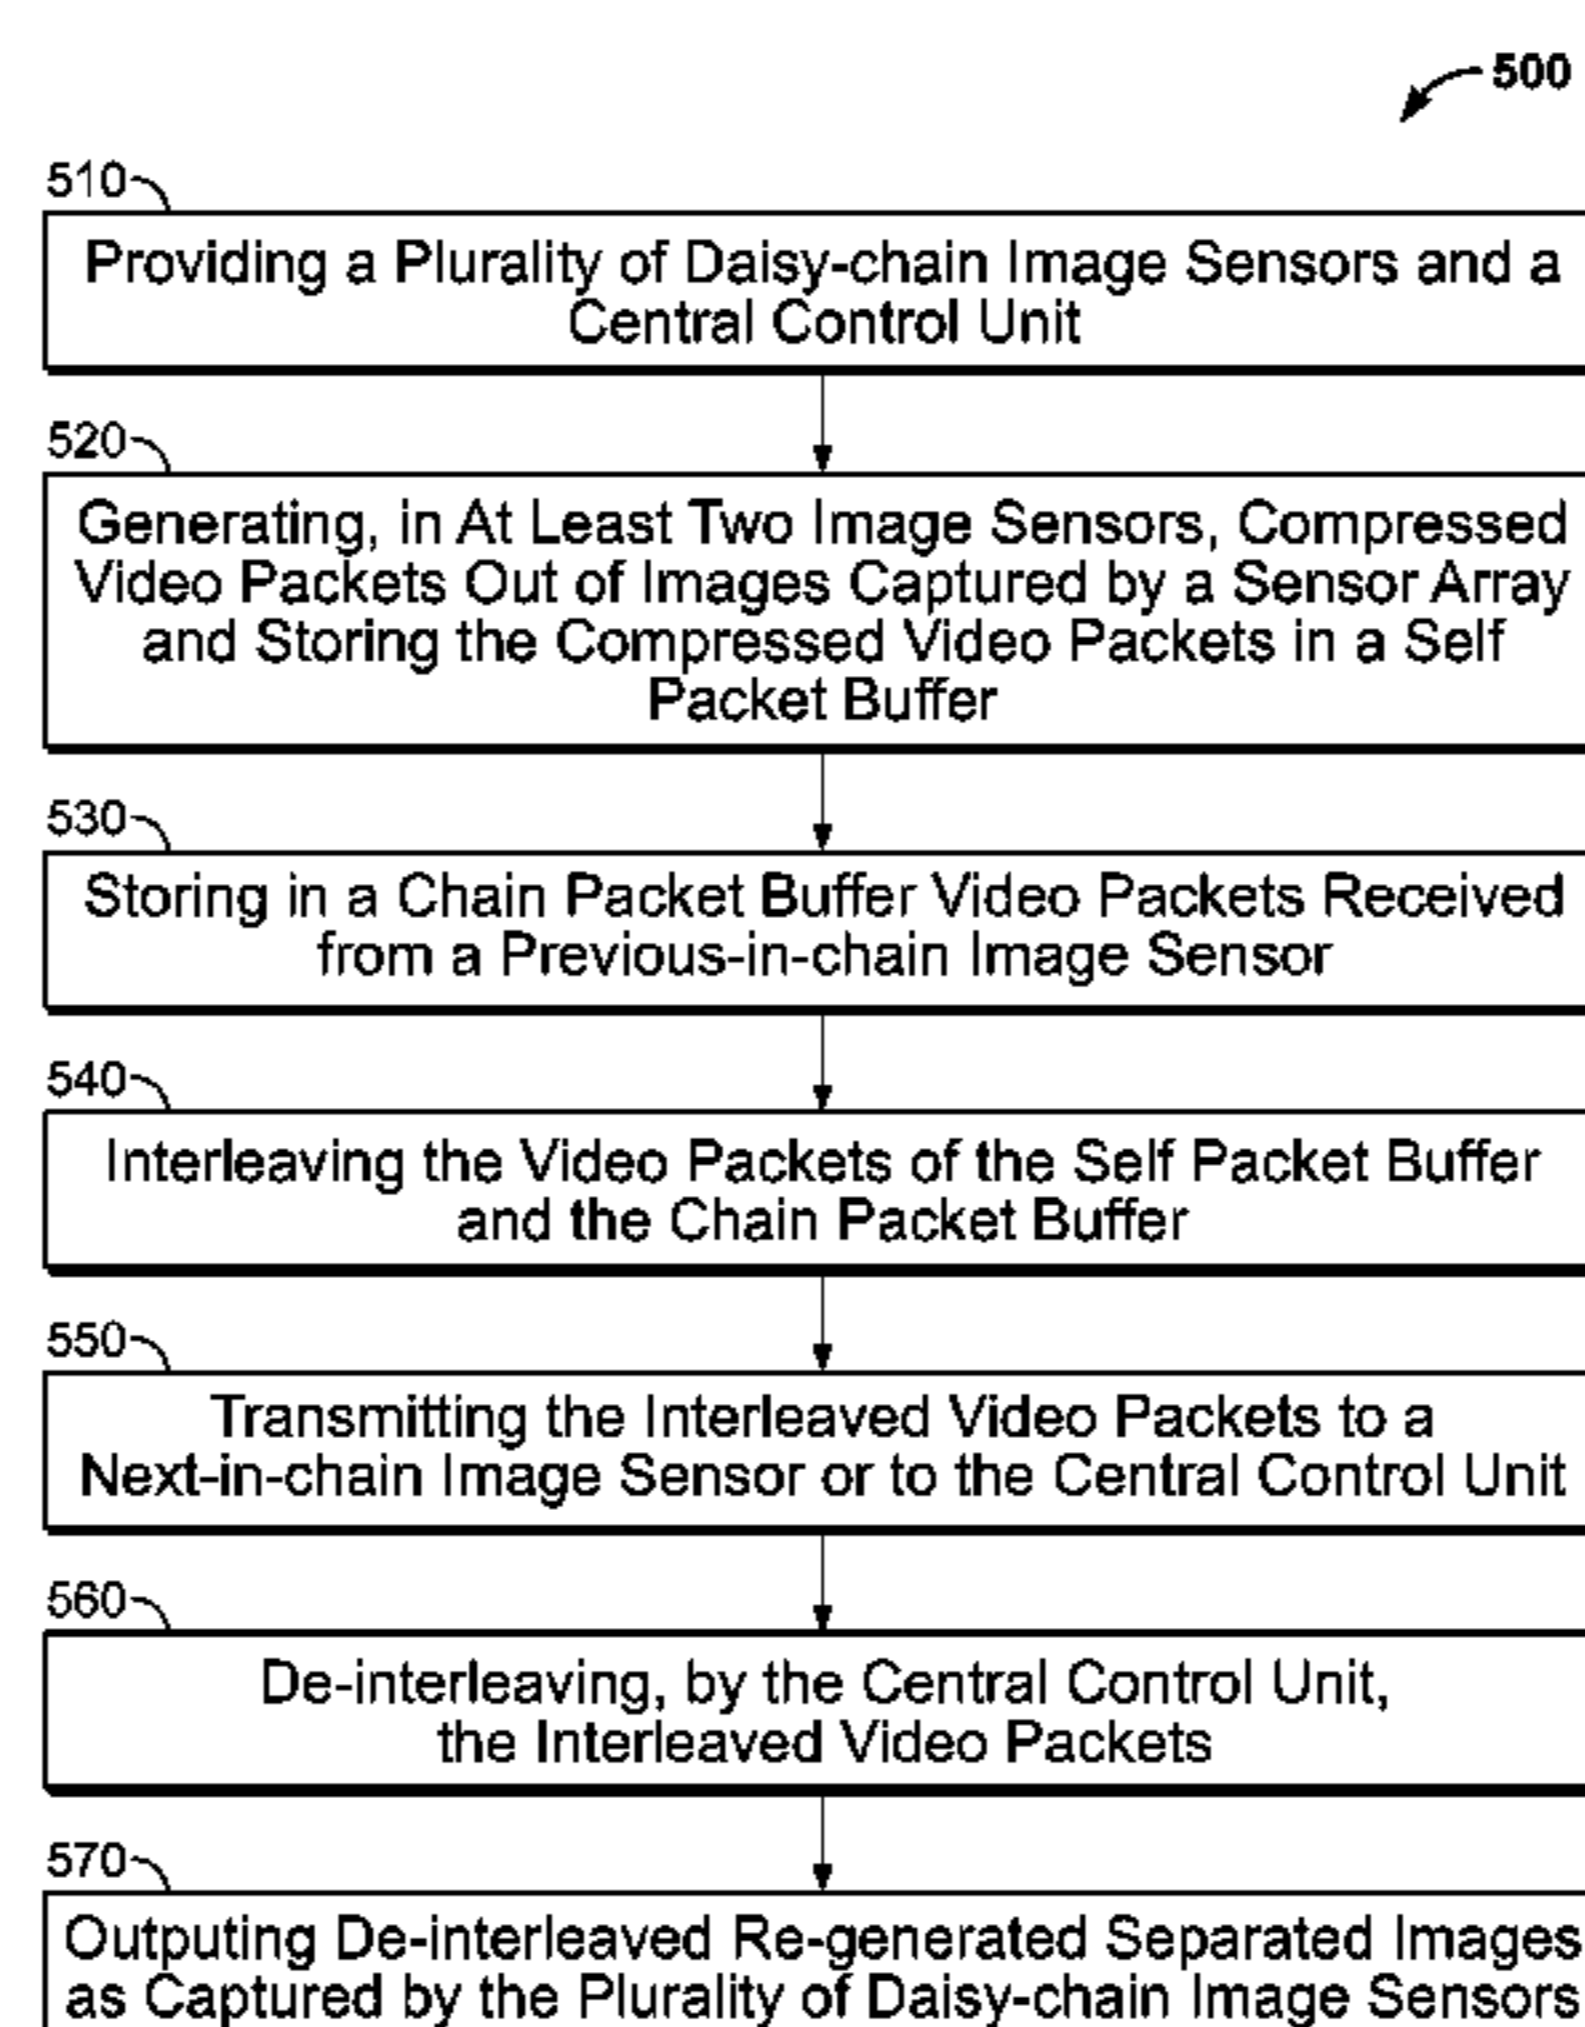 500
510
Providing a Plurality of Daisy-chain Image Sensors and a
Central Control Unit
520
Generating, in At Least Two Image Sensors, Compressed
Video Packets Out of Images Captured by a Sensor Array
and Storing the Compressed Video Packets in a Self
Packet Buffer
530
Storing in a Chain Packet Buffer Video Packets Received
from a Previous-in-chain Image Sensor
540
Interleaving the Video Packets of the Self Packet Buffer
and the Chain Packet Buffer
550
Transmitting the Interleaved Video Packets to a
Next-in-chain Image Sensor or to the Central Control Unit
560
De-interleaving, by the Central Control Unit,
the Interleaved Video Packets
570
Outputing De-interleaved Re-generated Separated Images
as Captured by the Plurality of Daisy-chain Image Sensors